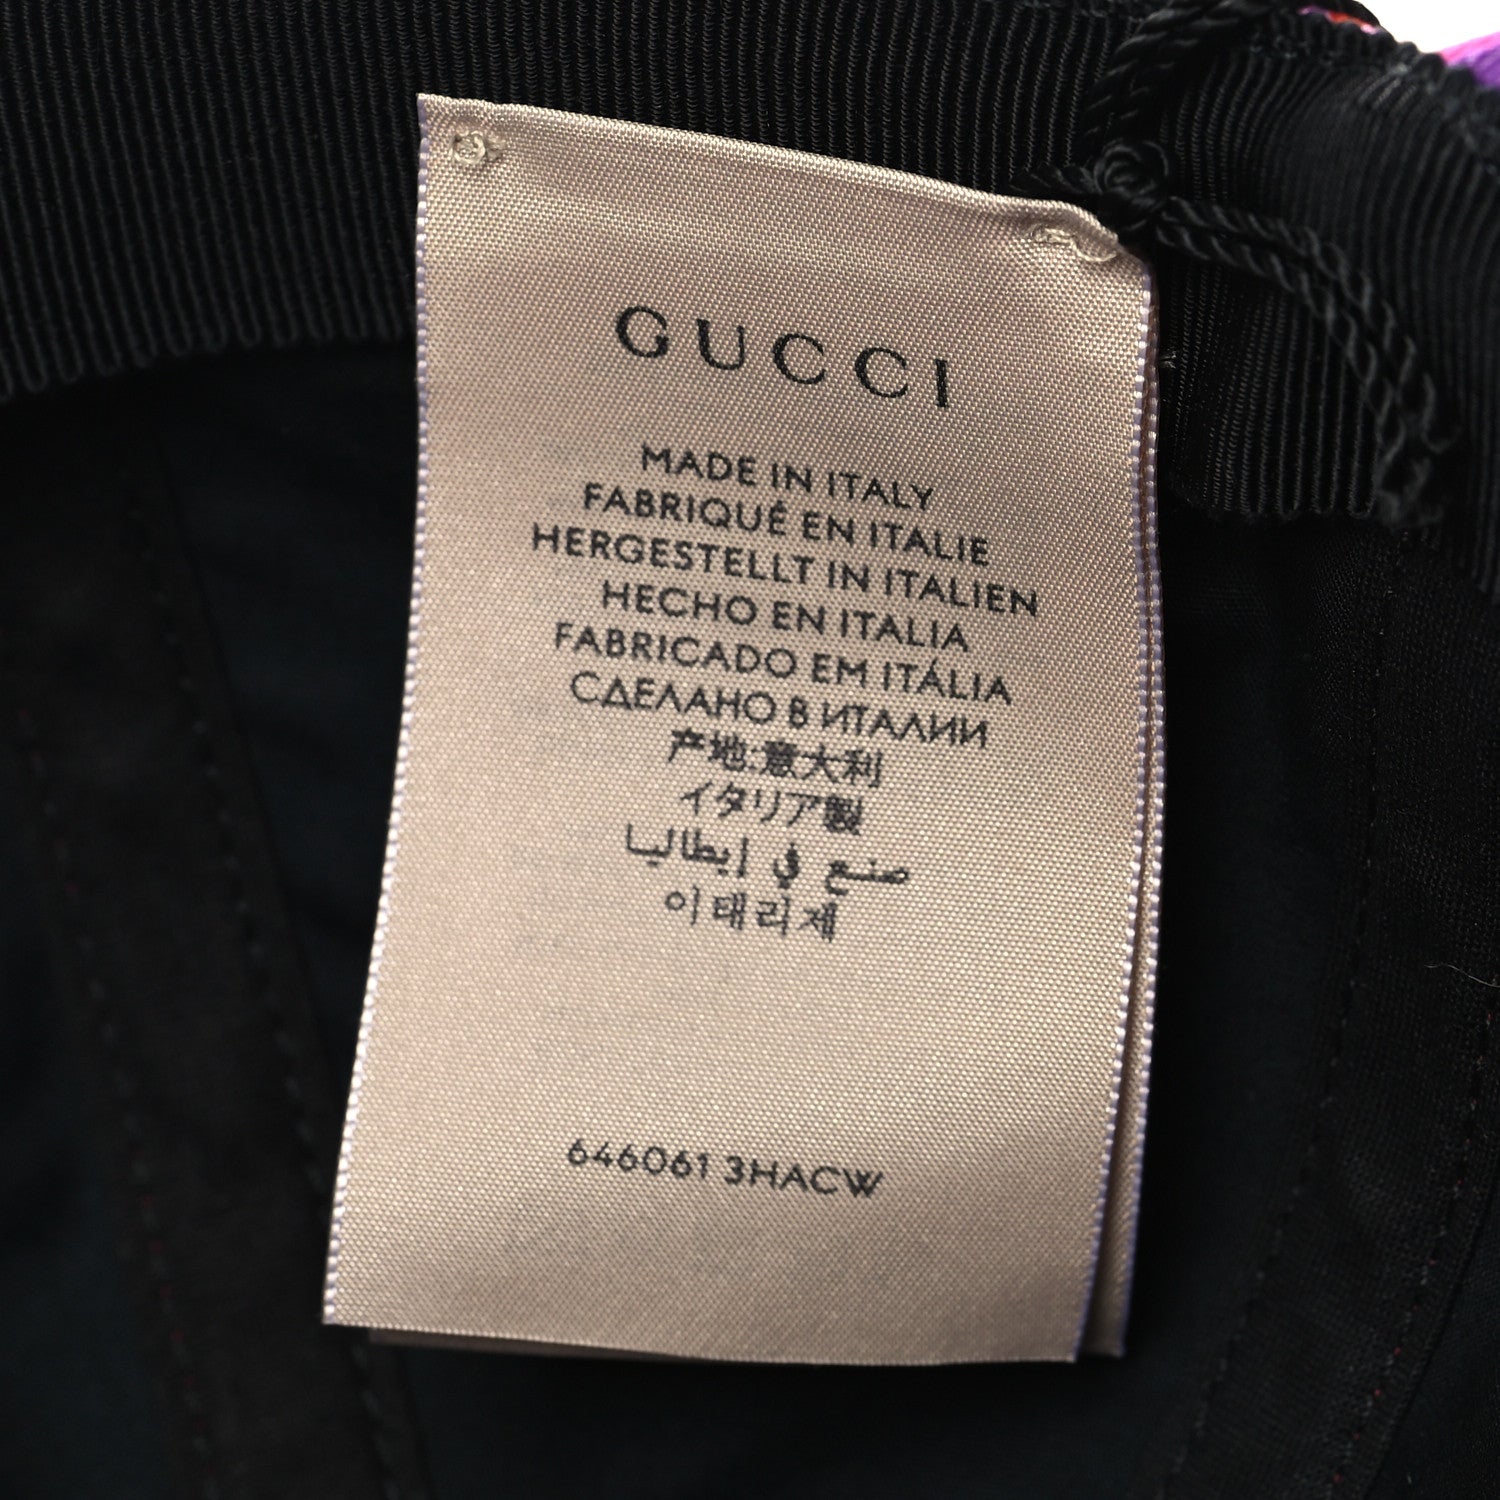 GUCCI
MADE IN ITALY
FABRIQUÉ EN ITALIE
HERGESTELLT IN ITALIEN
HECHO EN ITALIA
FABRICADO EM ITÁLIA
СДЕЛАНО В ИТАЛИИ
产地:意大利
イタリア製
صنع في إيطاليا
이태리제
646061 3HACW